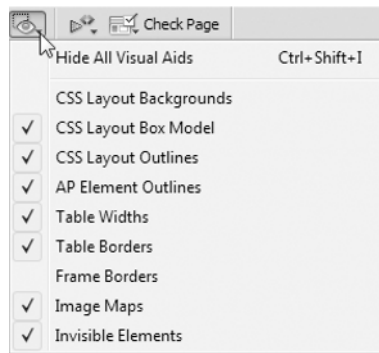 Check Page
Hide All Visual Aids Ctrl+Shift+I
CSS Layout Backgrounds
CSS Layout Box Model
CSS Layout Outlines
AP Element Outlines
Table Widths
Table Borders
Frame Borders
Image Maps
Invisible Elements